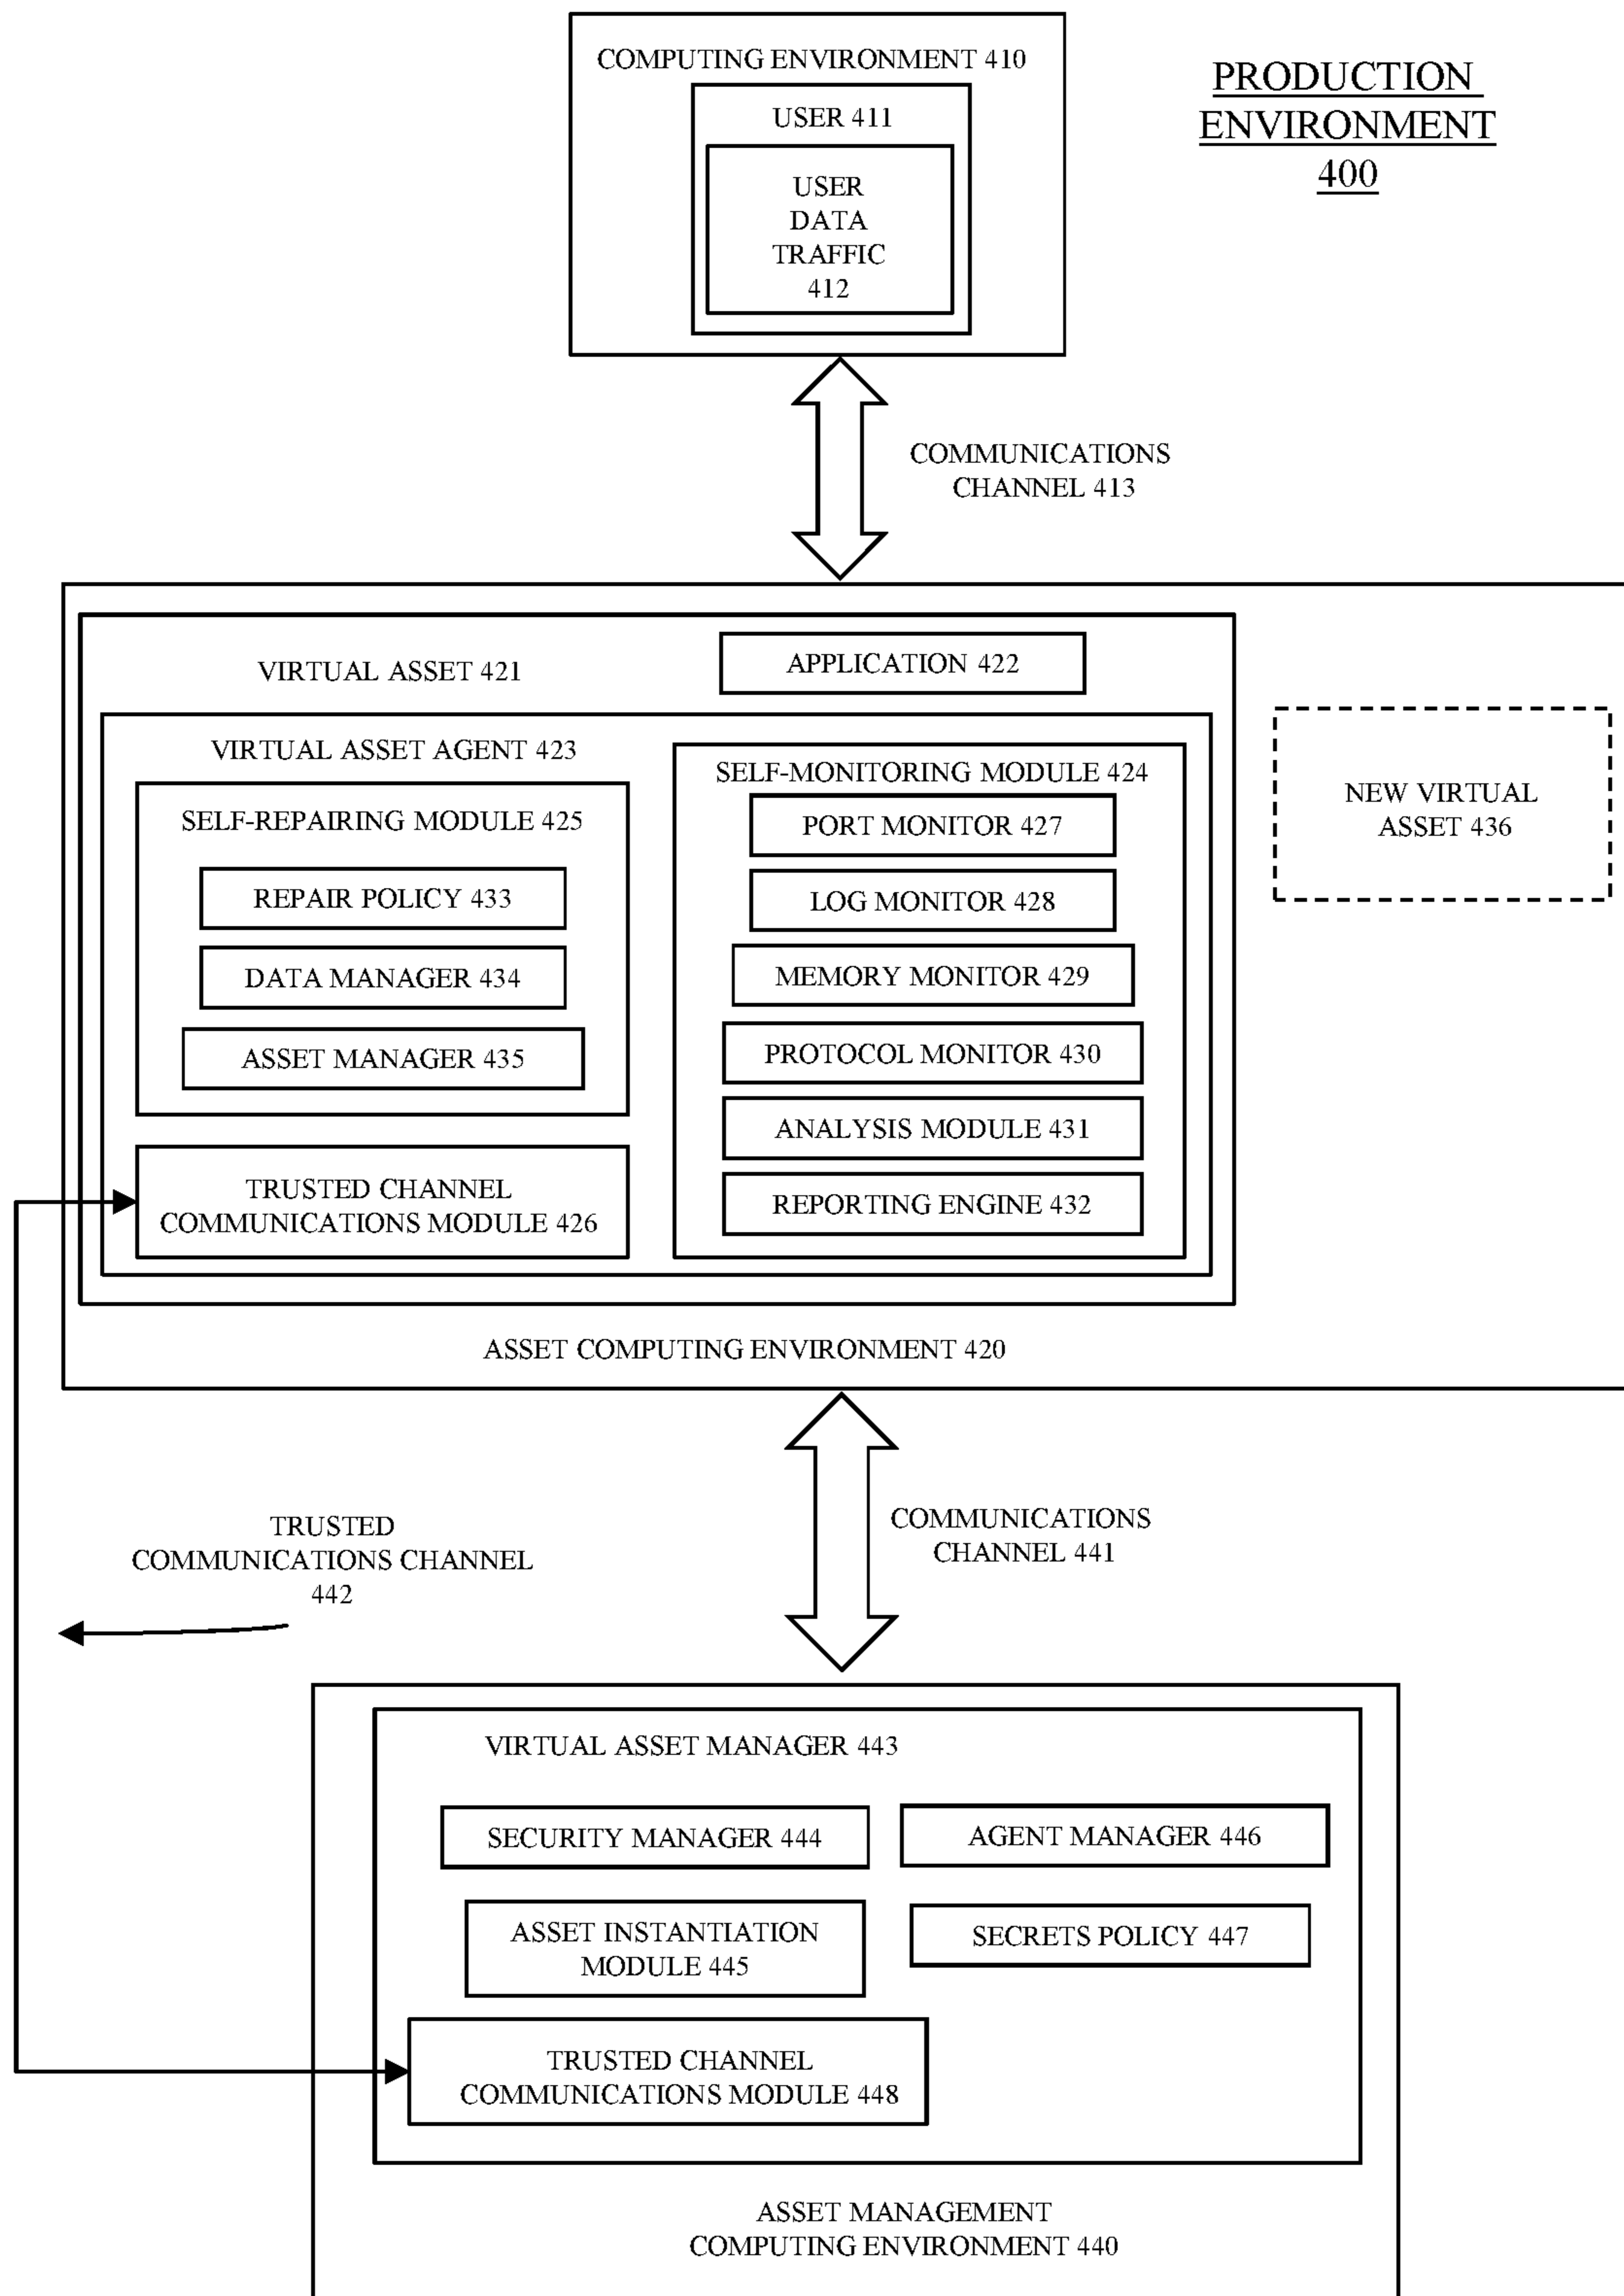 COMPUTING ENVIRONMENT 410
USER 411
USER
DATA
TRAFFIC
412
PRODUCTION
ENVIRONMENT
400
COMMUNICATIONS
CHANNEL 413
VIRTUAL ASSET 421
APPLICATION 422
VIRTUAL ASSET AGENT 423
SELF-REPAIRING MODULE 425
REPAIR POLICY 433
DATA MANAGER 434
ASSET MANAGER 435
TRUSTED CHANNEL
COMMUNICATIONS MODULE 426
SELF-MONITORING MODULE 424
PORT MONITOR 427
LOG MONITOR 428
MEMORY MONITOR 429
PROTOCOL MONITOR 430
ANALYSIS MODULE 431
REPORTING ENGINE 432
NEW VIRTUAL
ASSET 436
ASSET COMPUTING ENVIRONMENT 420
TRUSTED
COMMUNICATIONS CHANNEL
442
COMMUNICATIONS
CHANNEL 441
VIRTUAL ASSET MANAGER 443
SECURITY MANAGER 444
AGENT MANAGER 446
ASSET INSTANTIATION
MODULE 445
SECRETS POLICY 447
TRUSTED CHANNEL
COMMUNICATIONS MODULE 448
ASSET MANAGEMENT
COMPUTING ENVIRONMENT 440